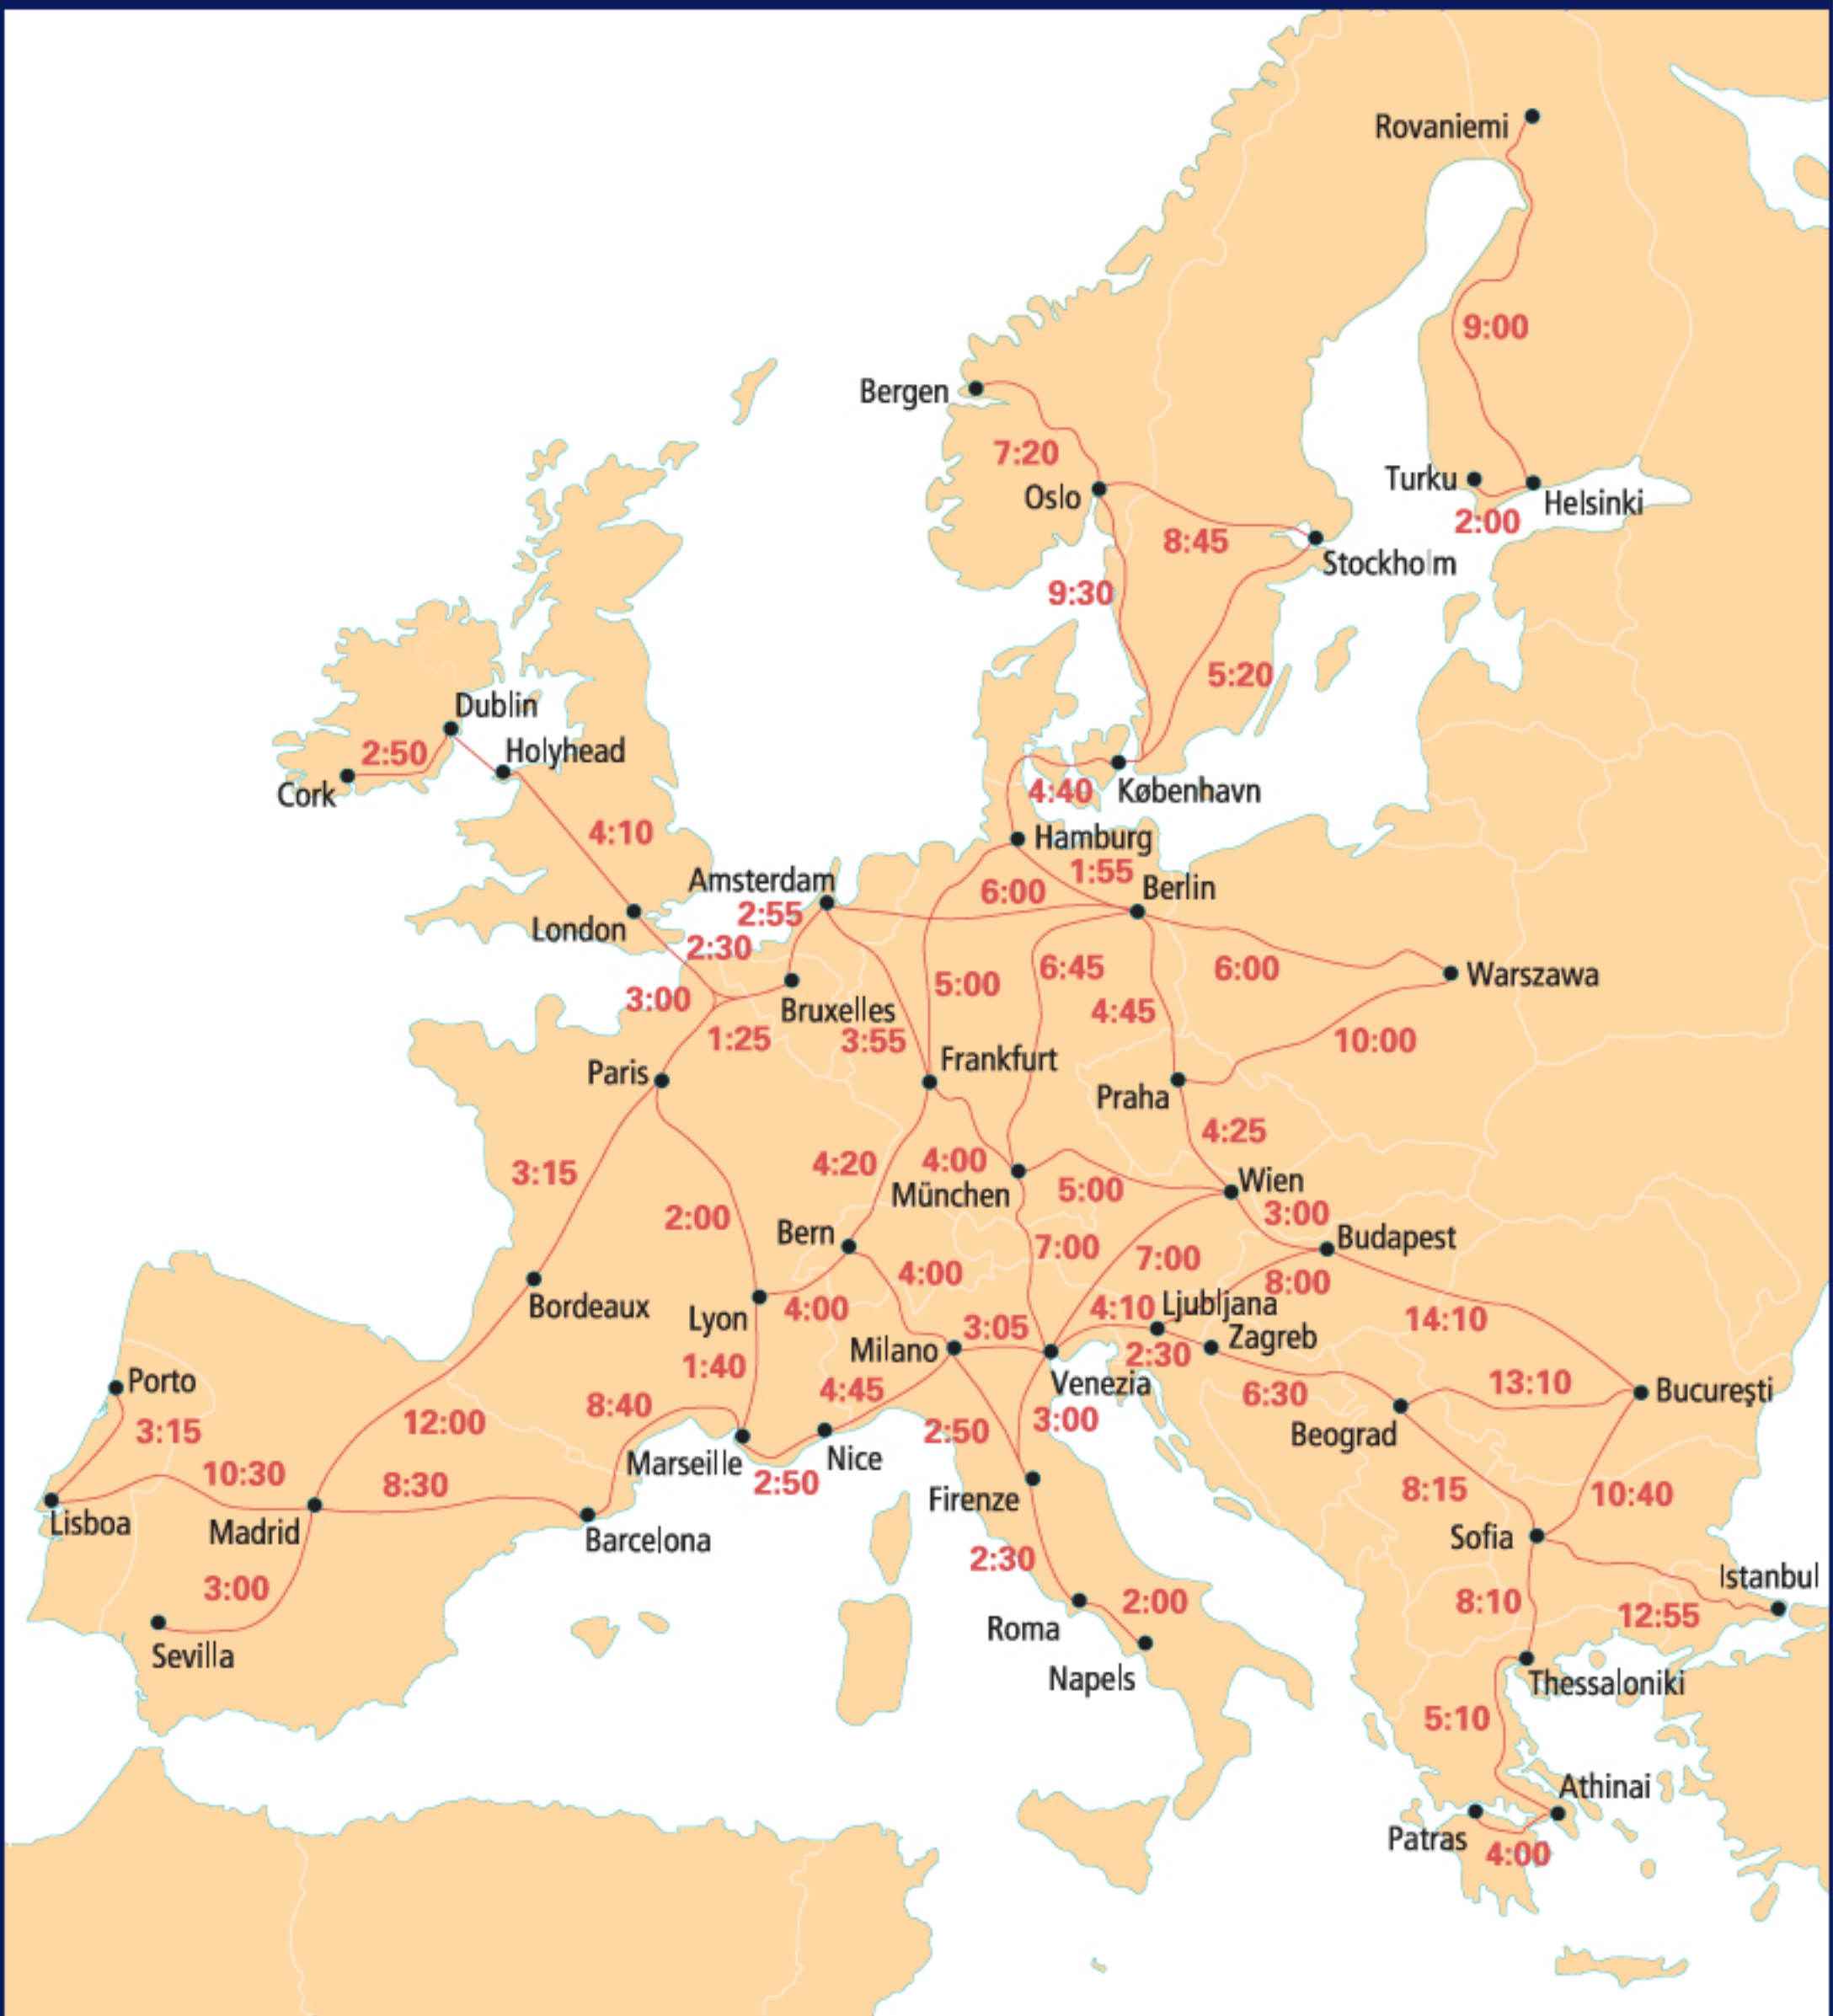 Rovaniemi
9:00
Bergen
7:20
Oslo
Turku
Helsinki
2:00
8:45
Stockholm
9:30
5:20
Dublin
2:50
Holyhead
Cork
4:40
København
4:10
Hamburg
1:55
Amsterdam
6:00
Berlin
2:55
London
2:30
5:00
6:45
6:00
Warszawa
3:00
Bruxelles
4:45
1:25
3:55
10:00
Frankfurt
Paris
Praha
4:25
3:15
4:20
4:00
München
5:00
Wien
3:00
2:00
Bern
7:00
7:00
Budapest
4:00
8:00
Bordeaux
4:00
Lyon
4:10
Ljubljana
14:10
3:05
Zagreb
Milano
2:30
1:40
Porto
4:45
Venezia
6:30
13:10
București
8:40
3:15
12:00
2:50
3:00
Beograd
Nice
Marseille
10:30
8:30
2:50
8:15
10:40
Firenze
Lisboa
Madrid
Barcelona
Sofia
2:30
Istanbul
3:00
2:00
8:10
12:55
Roma
Sevilla
Napels
Thessaloniki
5:10
Athinai
Patras
4:00